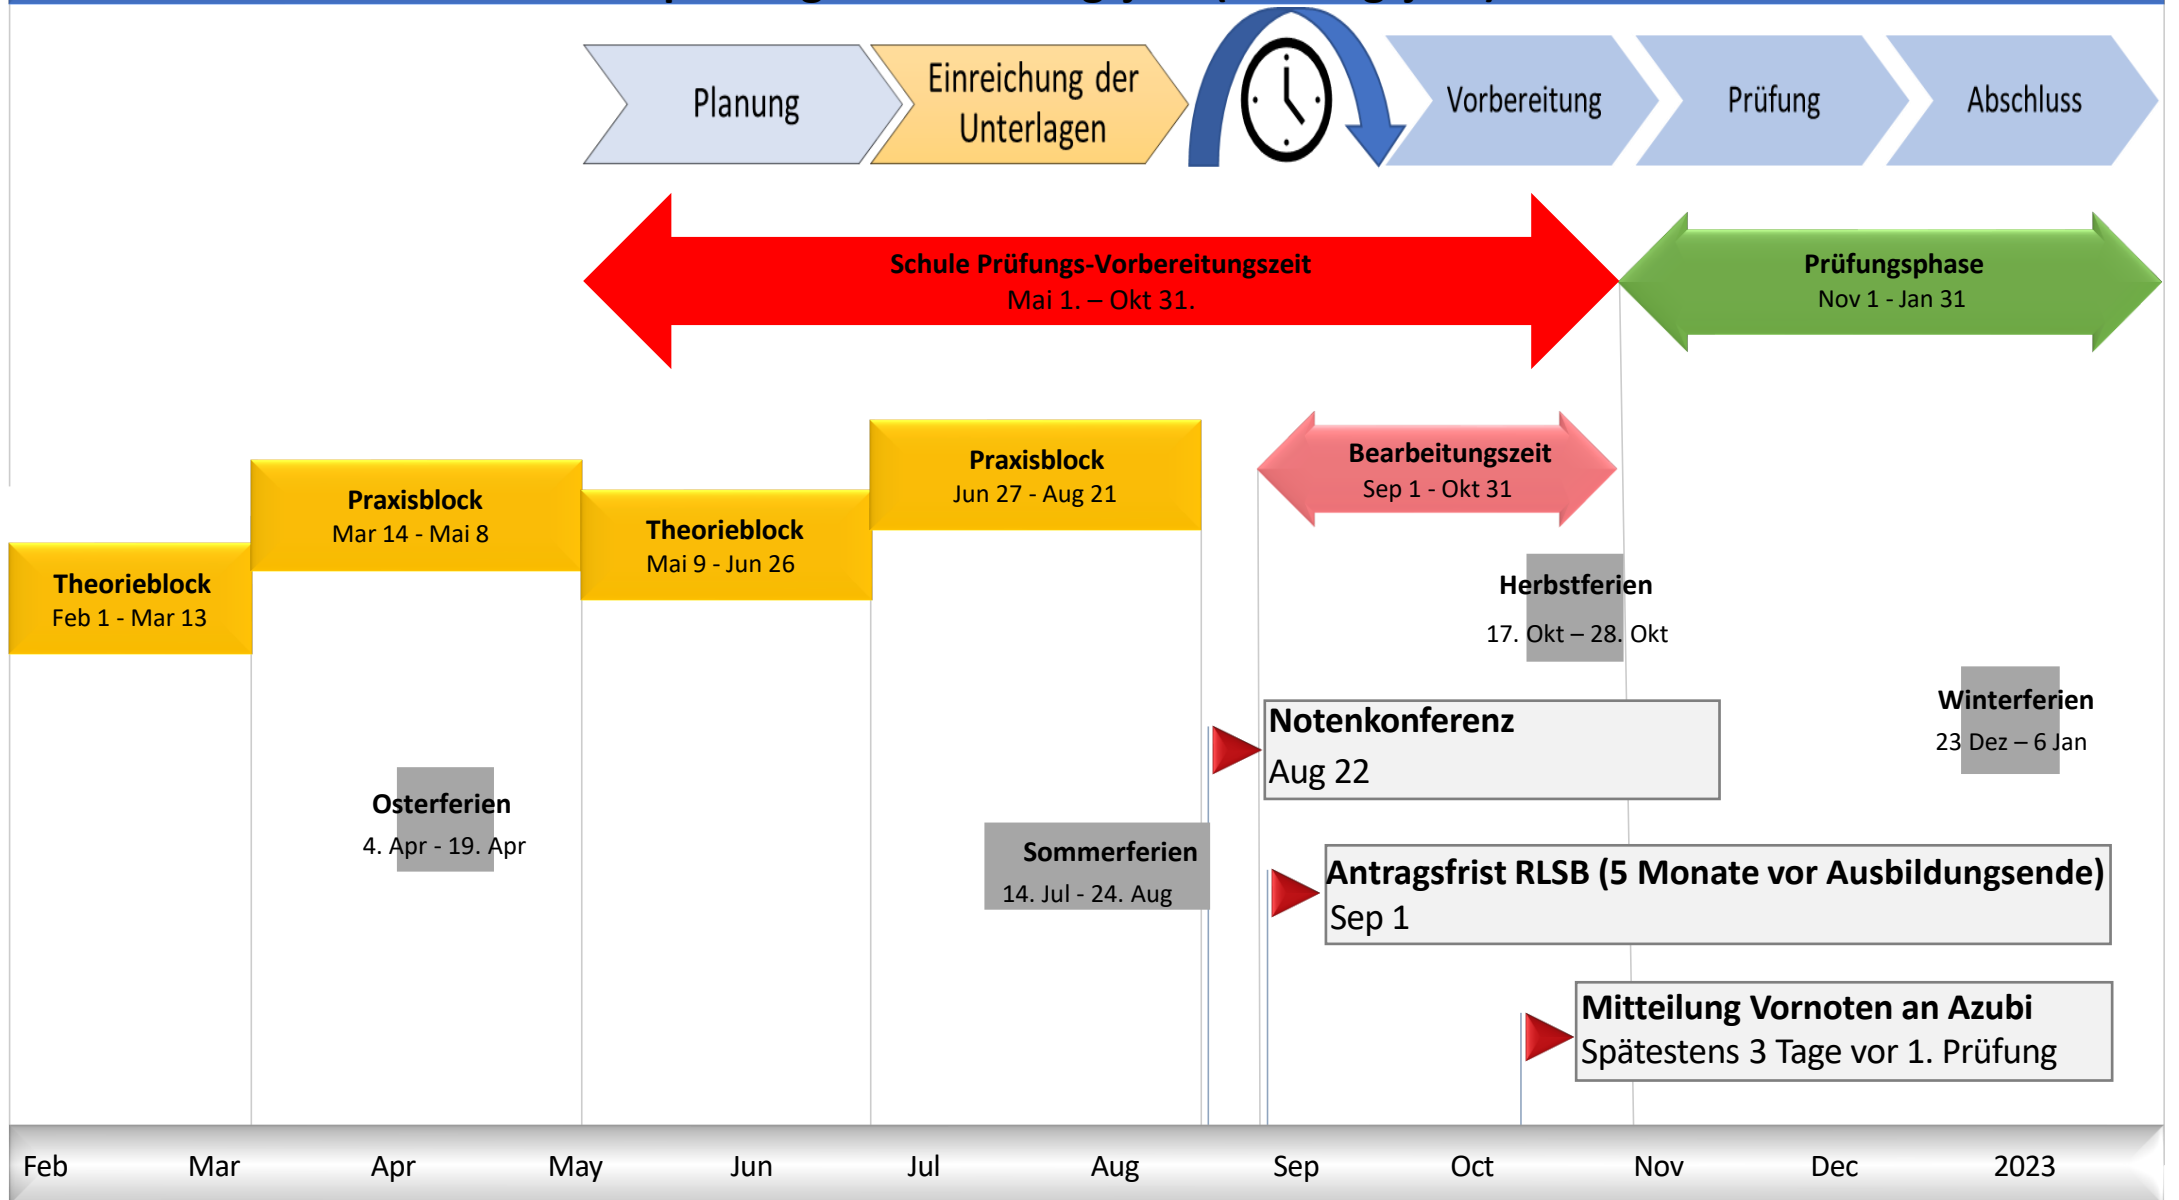 Planung
Einreichung der
Unterlagen
Vorbereitung
Prüfung
Abschluss
Schule Prüfungs-Vorbereitungszeit
Mai 1. – Okt 31.
Prüfungsphase
Nov 1 - Jan 31
Praxisblock
Jun 27 - Aug 21
Bearbeitungszeit
Sep 1 - Okt 31
Praxisblock
Mar 14 - Mai 8
Theorieblock
Mai 9 - Jun 26
Theorieblock
Feb 1 - Mar 13
Herbstferien
17. Okt – 28. Okt
Winterferien
23 Dez – 6 Jan
Notenkonferenz
Aug 22
Osterferien
4. Apr - 19. Apr
Sommerferien
14. Jul - 24. Aug
Antragsfrist RLSB (5 Monate vor Ausbildungsende)
Sep 1
Mitteilung Vornoten an Azubi
Spätestens 3 Tage vor 1. Prüfung
Feb Mar Apr May Jun Jul Aug Sep Oct Nov Dec 2023